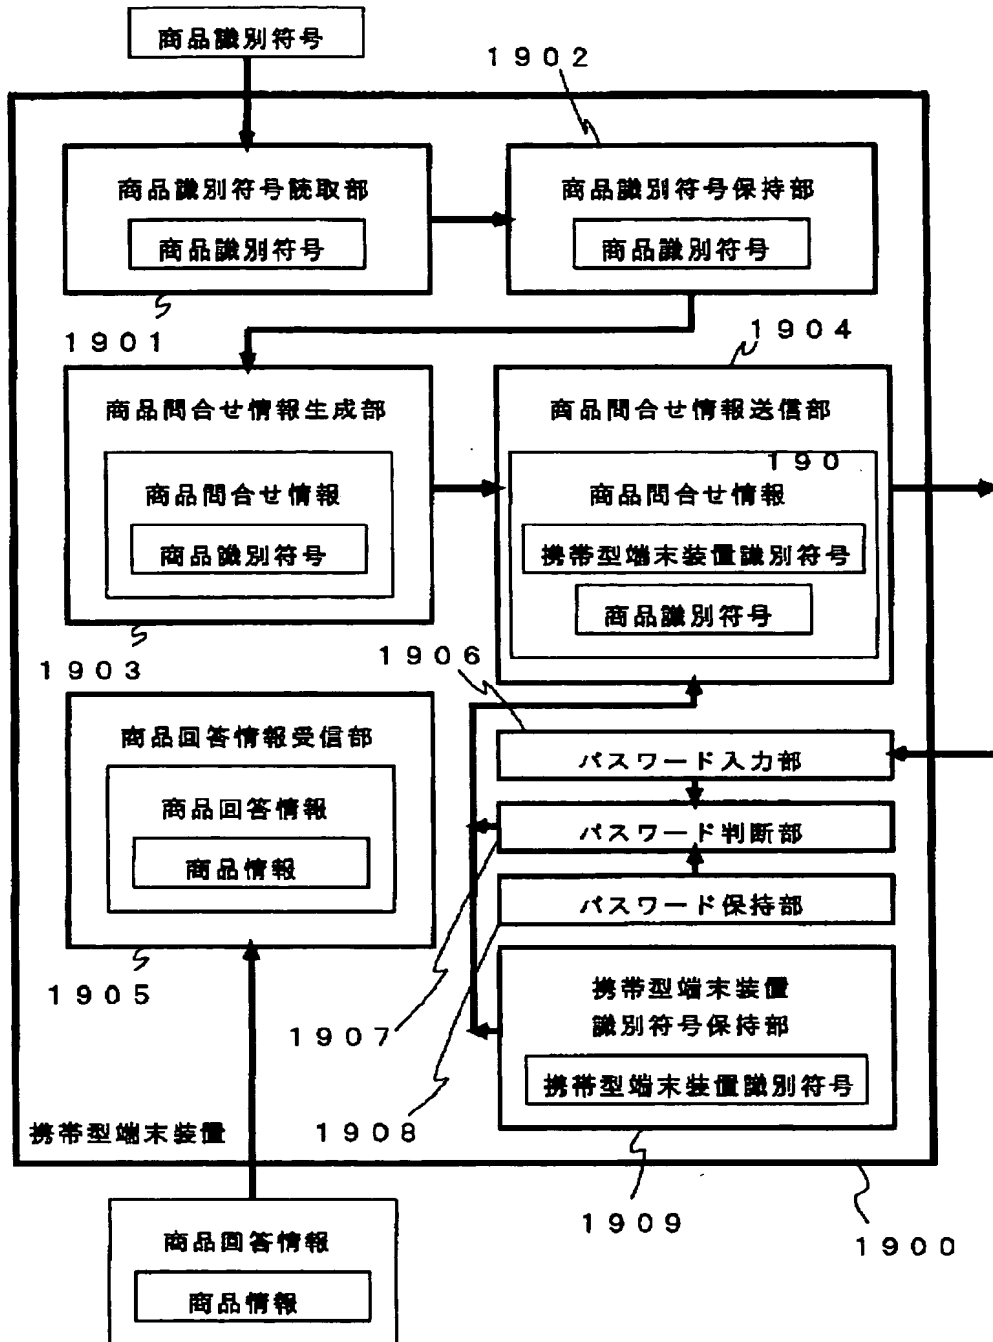 商品識別符号
1902
商品識別符号読取部
商品識別符号
商品識別符号保持部
商品識別符号
1901
1904
商品問合せ情報生成部
商品問合せ情報
商品識別符号
商品問合せ情報送信部
190
商品問合せ情報
携帯型端末装置識別符号
商品識別符号
1903
1906
商品回答情報受信部
商品回答情報
商品情報
パスワード入力部
パスワード判断部
パスワード保持部
1905
1907
携帯型端末装置
識別符号保持部
携帯型端末装置識別符号
1908
携帯型端末装置
1909
1900
商品回答情報
商品情報